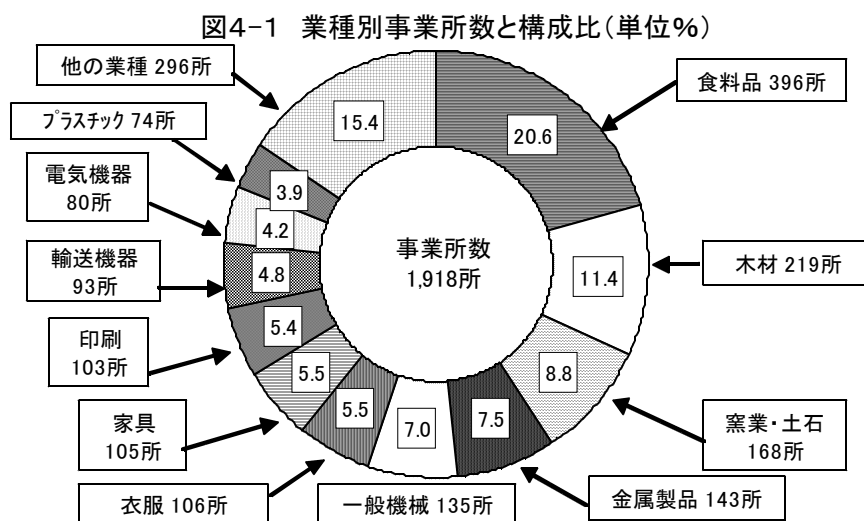 図4-1 業種別事業所数と構成比(単位%)
他の業種 296所
食料品 396所
プラスチック 74所
電気機器
80所
輸送機器
93所
印刷
103所
家具
105所
衣服 106所
一般機械 135所
金属製品 143所
窯業・土石
168所
木材 219所
事業所数
1,918所
20.6
11.4
8.8
7.5
7.0
5.5
5.5
5.4
4.8
4.2
3.9
15.4